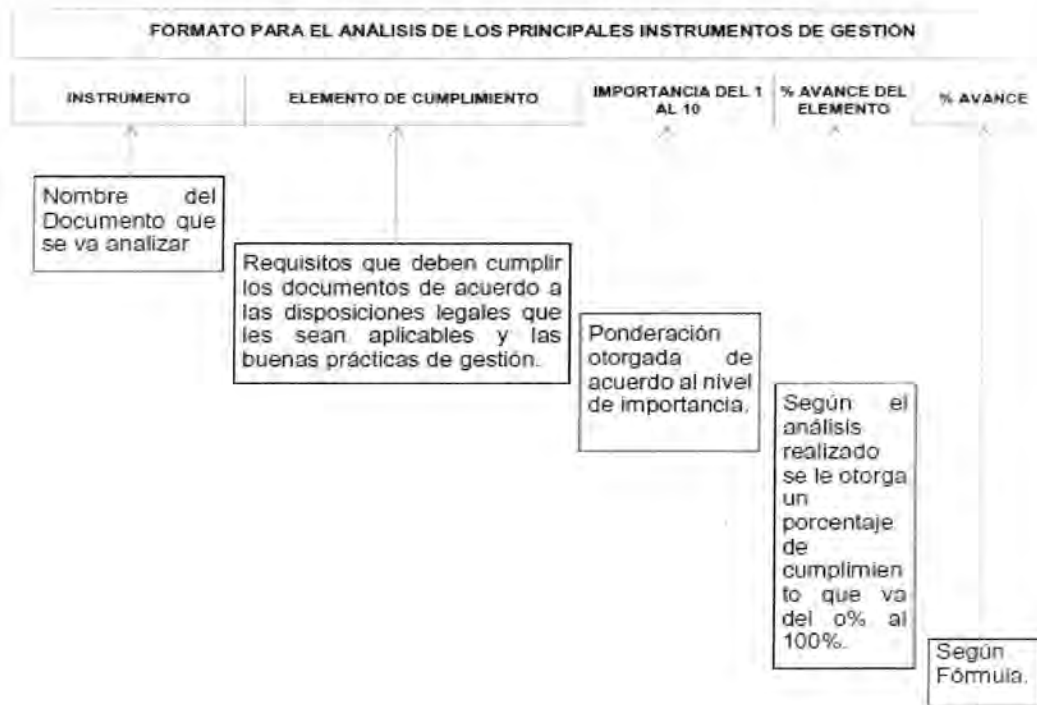 FORMATO PARA EL ANÁLISIS DE LOS PRINCIPALES INSTRUMENTOS DE GESTIÓN
INSTRUMENTO
ELEMENTO DE CUMPLIMIENTO
IMPORTANCIA DEL 1
AL 10
% AVANCE DEL
ELEMENTO
% AVANCE
Nombre del
Documento que
se va analizar
Requisitos que deben cumplir
los documentos de acuerdo a
las disposiciones legales que
les sean aplicables y las
buenas prácticas de gestión.
Ponderación
otorgada de
acuerdo al nivel
de importancia.
Según el
análisis
realizado
se le otorga
un
porcentaje
de
cumplimien
to que va
del o% al
100%.
Según
Fórmula.